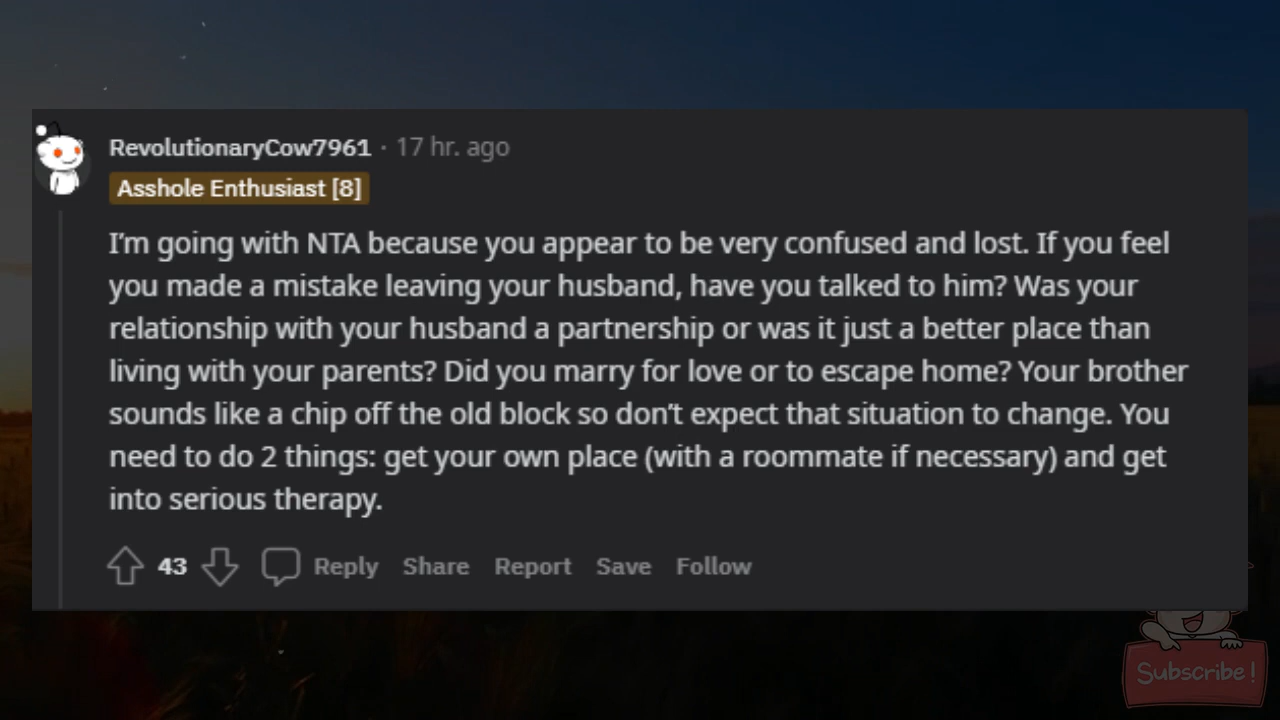 RevolutionaryCow7961 · 17 hr. ago
Asshole Enthusiast [8]
I’m going with NTA because you appear to be very confused and lost. If you feel
you made a mistake leaving your husband, have you talked to him? Was your
relationship with your husband a partnership or was it just a better place than
living with your parents? Did you marry for love or to escape home? Your brother
sounds like a chip off the old block so don’t expect that situation to change. You
need to do 2 things: get your own place (with a roommate if necessary) and get
into serious therapy.
43 Reply Share Report Save Follow
Subscribe!